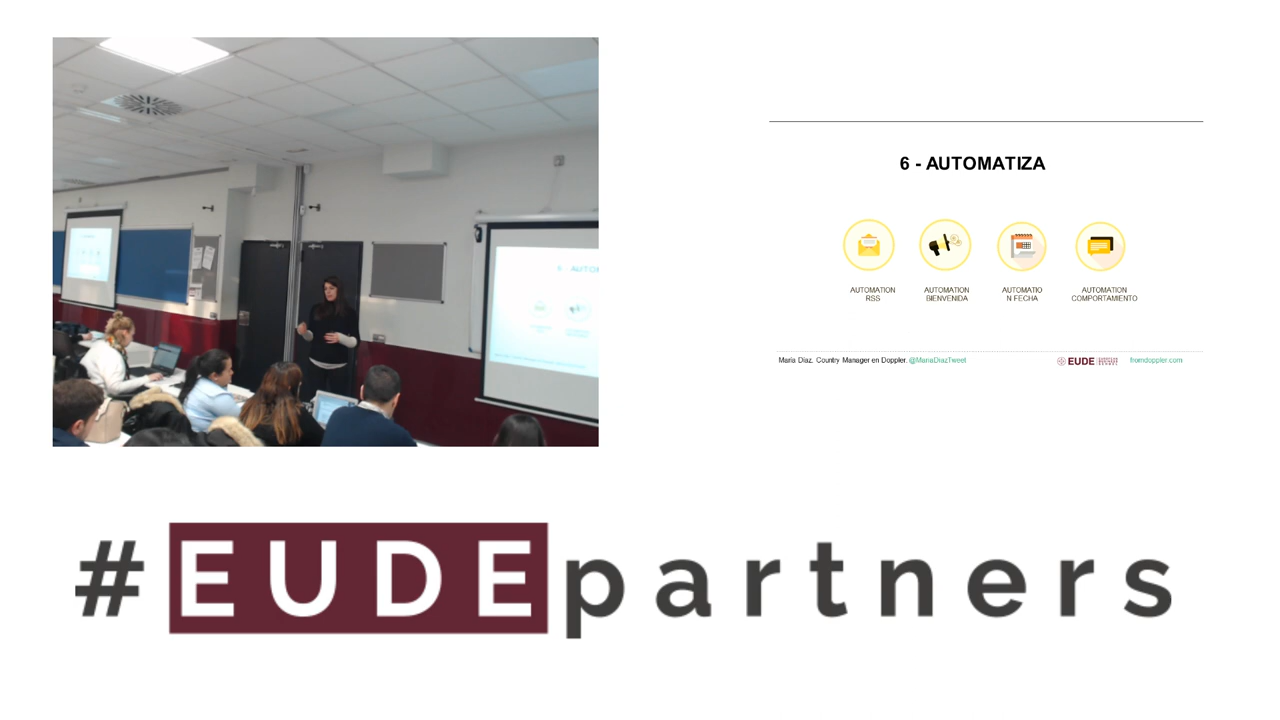 6 - AUTOMATIZA
AUTOMATION
RSS
AUTOMATION
BIENVENIDA
AUTOMATIO
N FECHA
AUTOMATION
COMPORTAMIENTO
María Díaz. Country Manager en Doppler. @MariaDiazTweet
EUDE
fromdoppler.com
#EUDEpartners